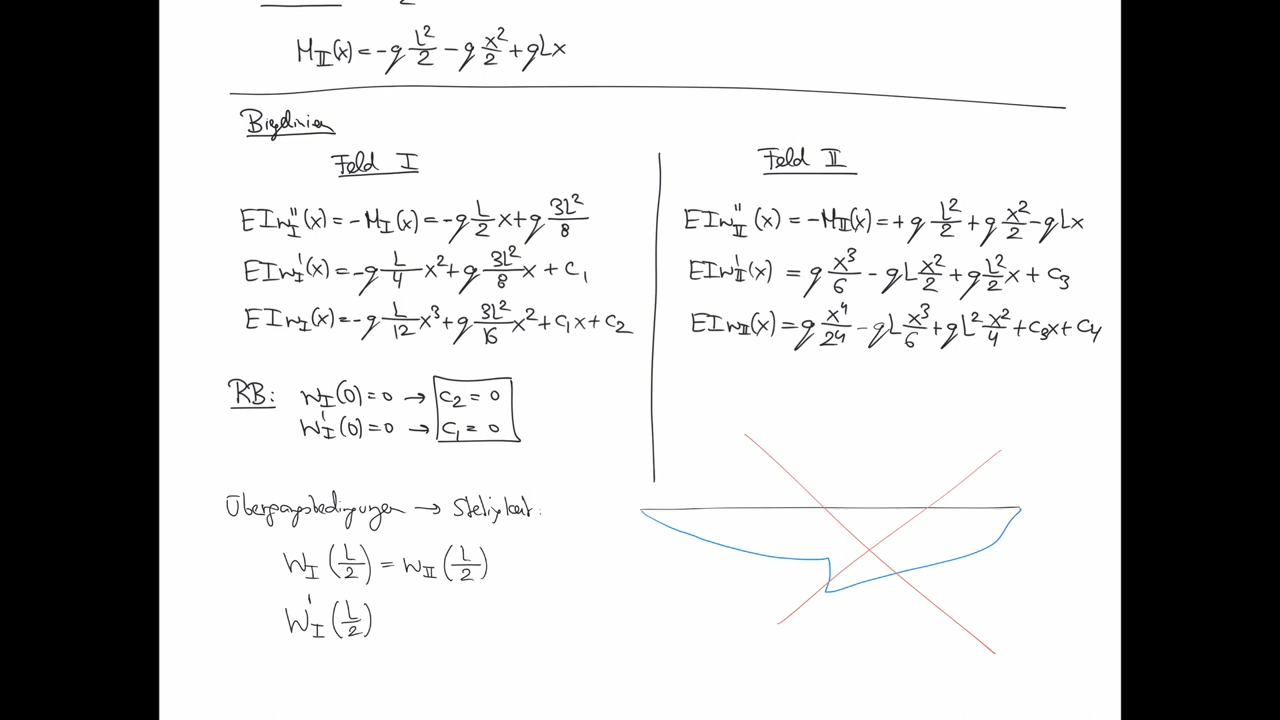 M_II(x) = -q L²/2 - q x²/2 + qLx
Biegelinien
Feld I
EIw_I''(x) = -M_I(x) = -q L/2 x + q 3L²/8
EIw_I'(x) = -q L/4 x² + q 3L²/8 x + C₁
EIw_I(x) = -q L/12 x³ + q 3L²/16 x² + C₁x + C₂
RB: w_I(0) = 0 → C₂ = 0
w_I'(0) = 0 → C₁ = 0
Feld II
EIw_II''(x) = -M_II(x) = +q L²/2 + q x²/2 - qLx
EIw_II'(x) = q x³/6 - qL x²/2 + q L²/2 x + C₃
EIw_II(x) = q x⁴/24 - qL x³/6 + qL² x²/4 + C₃x + C₄
Übergangsbedingungen → Stetigkeit:
w_I(L/2) = w_II(L/2)
w_I'(L/2)